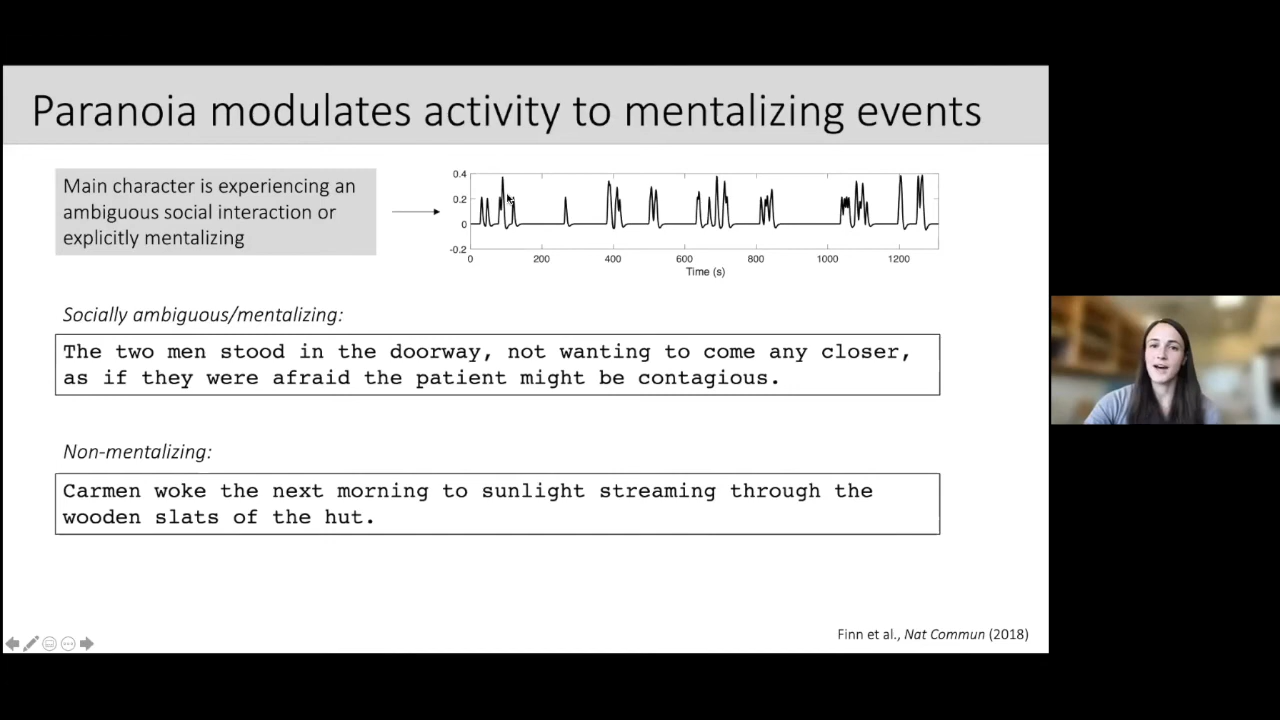 Paranoia modulates activity to mentalizing events
Main character is experiencing an
ambiguous social interaction or
explicitly mentalizing
0.4
0.2
0
-0.2
0 200 400 600 800 1000 1200
Time (s)
Socially ambiguous/mentalizing:
The two men stood in the doorway, not wanting to come any closer,
as if they were afraid the patient might be contagious.
Non-mentalizing:
Carmen woke the next morning to sunlight streaming through the
wooden slats of the hut.
Finn et al., Nat Commun (2018)